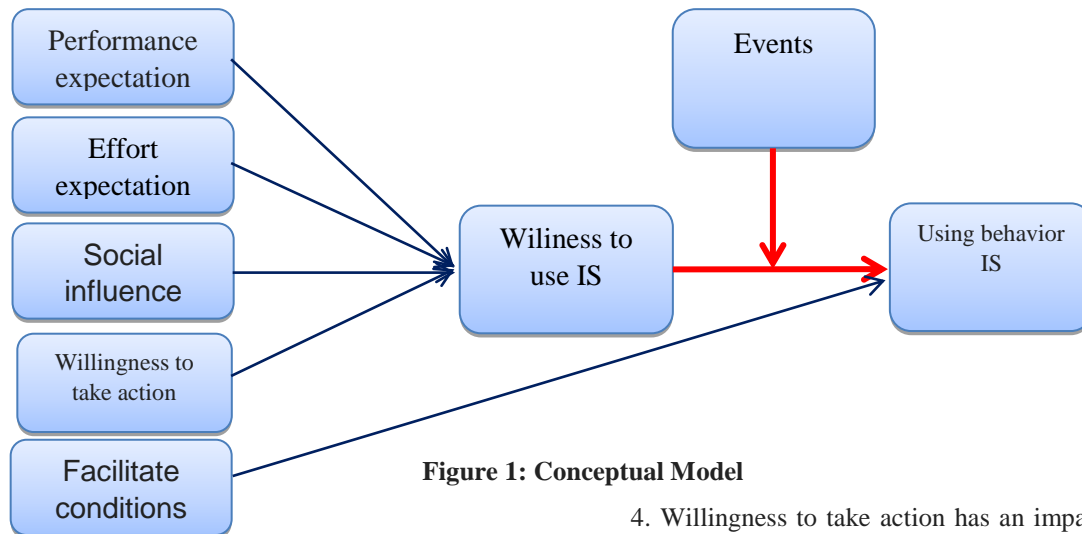 Performance
expectation
Effort
expectation
Social
influence
Willingness to
take action
Facilitate
conditions
Wiliness to
use IS
Events
Using behavior
IS
Figure 1: Conceptual Model
4. Willingness to take action has an impa